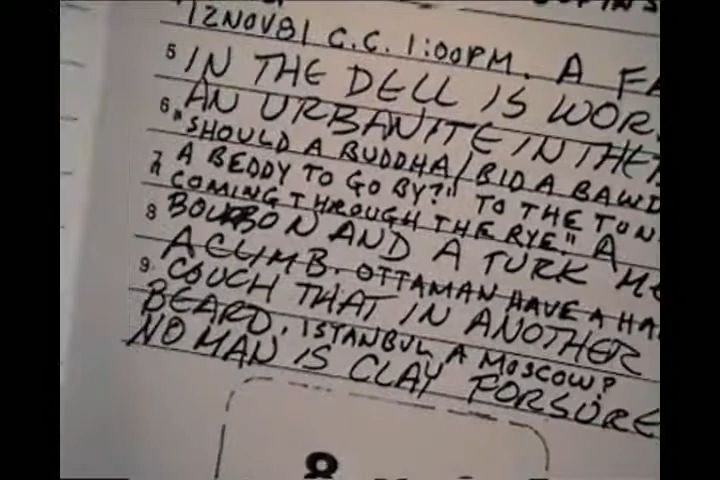 12NOV81 C.C. 1:00PM. A FA
5 IN THE DELL IS WOR
6 AN URBANITE IN THE
"SHOULD A BUDDHA/BID A BAWD
7 A BEDDY TO GO BY?" TO THE TUN
" COMING THROUGH THE RYE." A
8 BOURBON AND A TURK
A CLIMB. OTTAMAN HAVE A HA
9 COUCH THAT IN ANOTHER
BEARD. ISTANBUL A MOSCOW?
NO MAN IS CLAY FORSURE
8